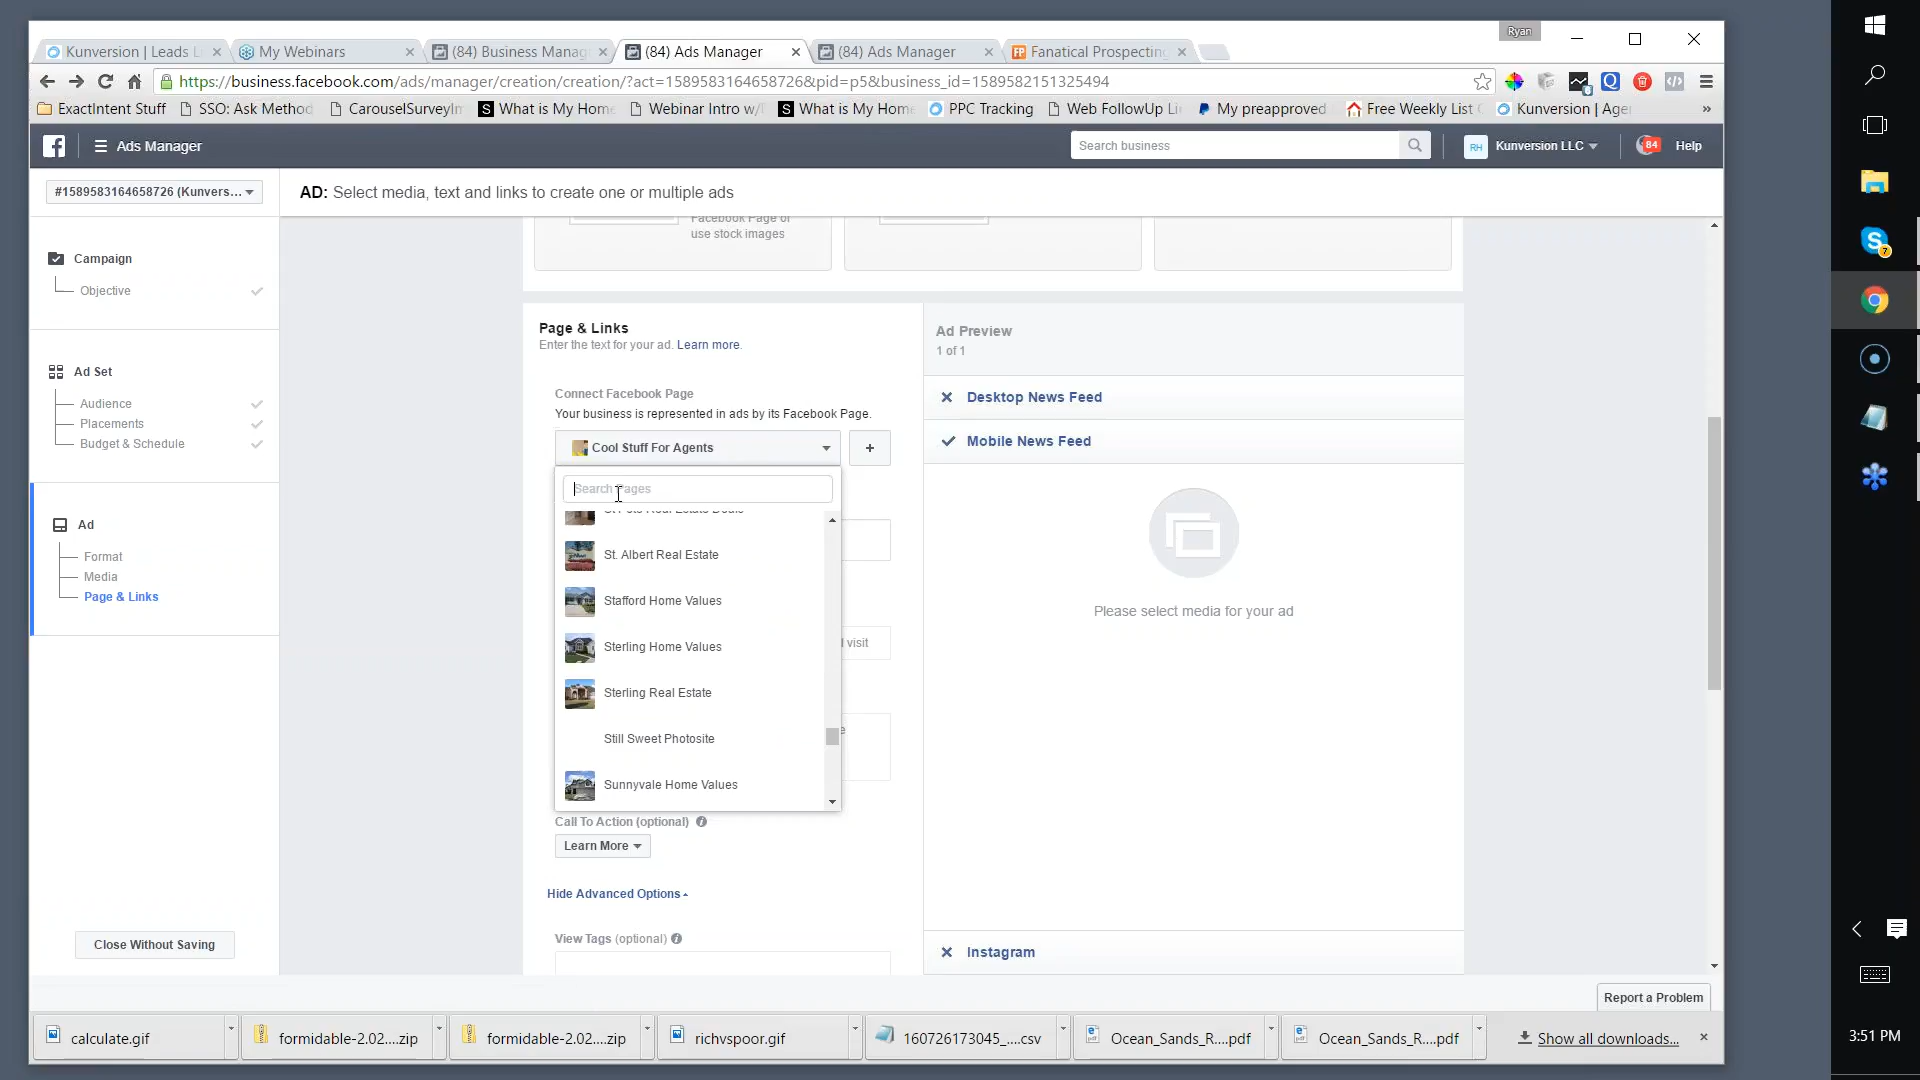 Ryan
Kunversion | Leads L
My Webinars
(84) Business Manag
(84) Ads Manager
(84) Ads Manager
Fanatical Prospecting
https://business.facebook.com/ads/manager/creation/creation/?act=1589583164658726&pid=p5&business_id=1589582151325494
ExactIntent Stuff
SSO: Ask Method
CarouselSurveyIm
What is My Home
Webinar Intro w/
What is My Home
PPC Tracking
Web FollowUp Li
My preapproved
Free Weekly List
Kunversion | Agen
»
Ads Manager
Search business
RH
Kunversion LLC
84
Help
#1589583164658726 (Kunvers...
AD: Select media, text and links to create one or multiple ads
Campaign
Objective
Ad Set
Audience
Placements
Budget & Schedule
Ad
Format
Media
Page & Links
Close Without Saving
Facebook Page or
use stock images
Page & Links
Enter the text for your ad. Learn more.
Connect Facebook Page
Your business is represented in ads by its Facebook Page.
Cool Stuff For Agents
+
Search Pages
St. Albert Real Estate
Stafford Home Values
Sterling Home Values
Sterling Real Estate
Still Sweet Photosite
Sunnyvale Home Values
visit
Call To Action (optional)
Learn More
Hide Advanced Options
View Tags (optional)
Ad Preview
1 of 1
Desktop News Feed
Mobile News Feed
Please select media for your ad
Instagram
Report a Problem
calculate.gif
formidable-2.02....zip
formidable-2.02....zip
richvspoor.gif
160726173045_....csv
Ocean_Sands_R....pdf
Ocean_Sands_R....pdf
Show all downloads...
7
3:51 PM